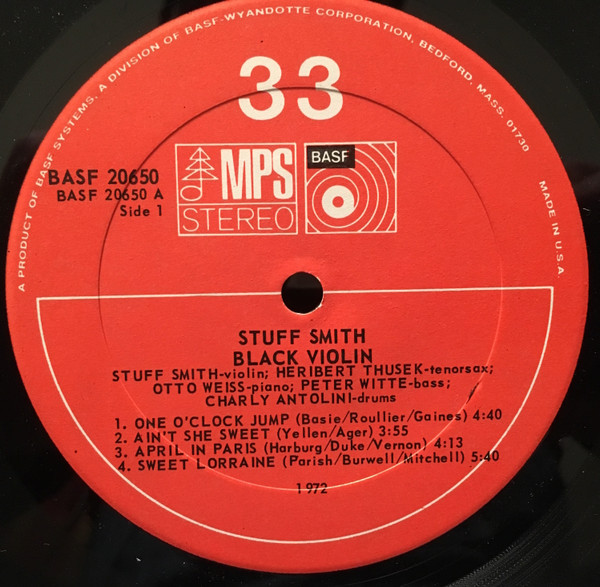 A PRODUCT OF BASF SYSTEMS, A DIVISION OF BASF-WYANDOTTE CORPORATION, BEDFORD, MASS. 01730
MADE IN U.S.A.
33
MPS
STEREO
BASF
BASF 20650
BASF 20650 A
Side 1
STUFF SMITH
BLACK VIOLIN
STUFF SMITH-violin; HERIBERT THUSEK-tenorsax;
OTTO WEISS-piano; PETER WITTE-bass;
CHARLY ANTOLINI-drums
1. ONE O'CLOCK JUMP (Basie/Roullier/Gaines) 4:40
2. AIN'T SHE SWEET (Yellen/Ager) 3:55
3. APRIL IN PARIS (Harburg/Duke/Vernon) 4:13
4. SWEET LORRAINE (Parish/Burwell/Mitchell) 5:40
1972